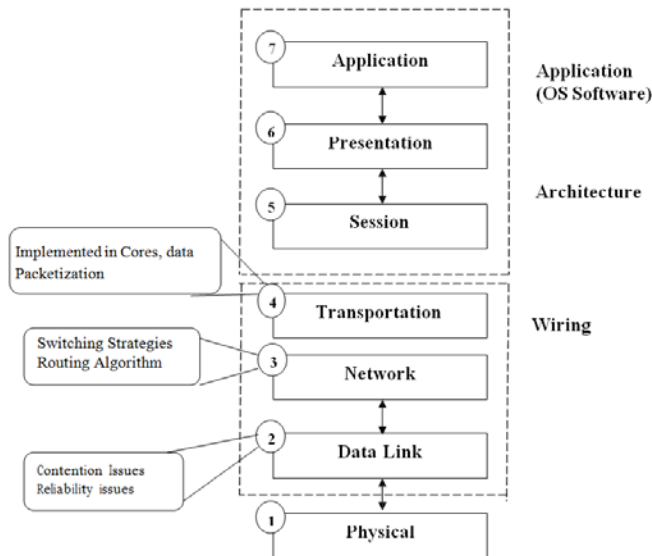 7
Application
Application
(OS Software)
6
Presentation
Architecture
5
Session
Implemented in Cores, data
Packetization
4
Transportation
Wiring
Switching Strategies
Routing Algorithm
3
Network
2
Data Link
Contention Issues
Reliability issues
1
Physical